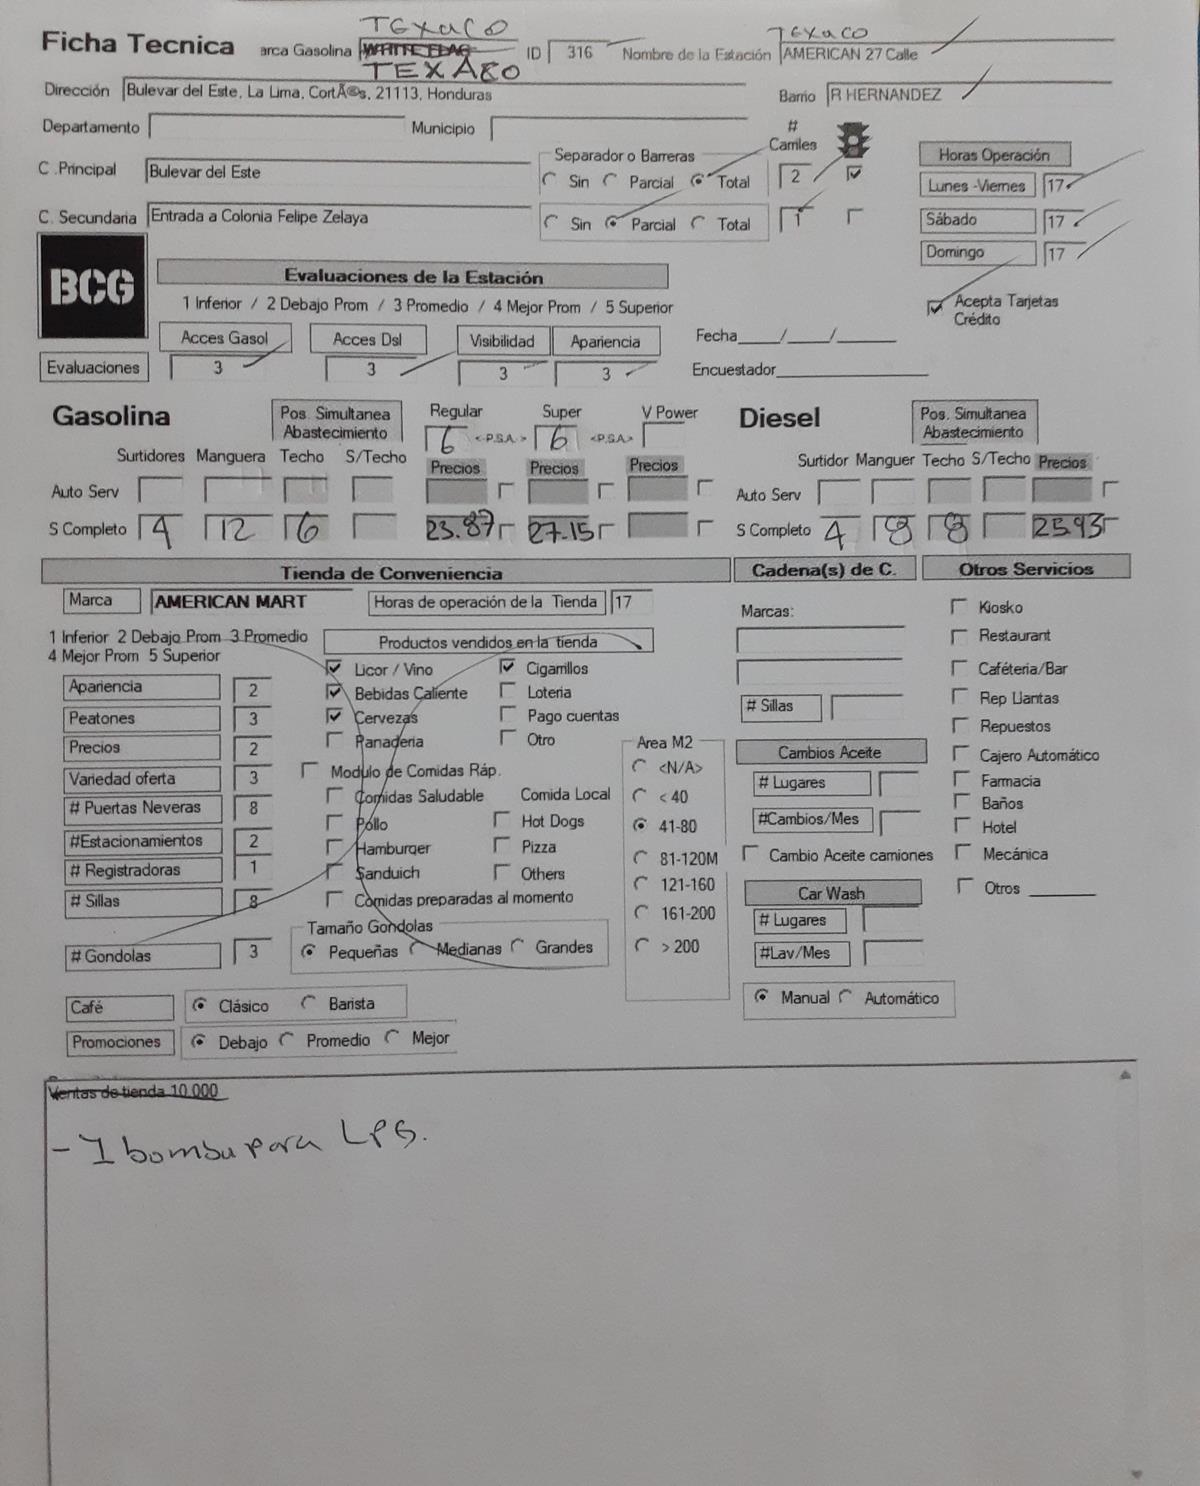 TExaco
TExaco
Ficha Tecnica arca Gasolina WHITE FLAG ID 316 Nombre de la Estación AMERICAN 27 Calle
TEXACO
Dirección Bulevar del Este, La Lima, CortÃ®s, 21113, Honduras Barrio R HERNANDEZ
Departamento Municipio # Carriles
C .Principal Bulevar del Este Separador o Barreras Sin Parcial Total 2
C. Secundaria Entrada a Colonia Felipe Zelaya Sin Parcial Total 1
Horas Operación
Lunes -Viernes 17
Sábado 17
Domingo 17
Acepta Tarjetas Crédito
BCG
Evaluaciones de la Estación
1 Inferior / 2 Debajo Prom / 3 Promedio / 4 Mejor Prom / 5 Superior
Acces Gasol Acces Dsl Visibilidad Apariencia Fecha____/____/______
Evaluaciones 3 3 3 3 Encuestador
Gasolina Pos. Simultanea Abastecimiento Regular Super V Power
6 <-P.S.A. > 6 <P.S.A>
Surtidores Manguera Techo S/Techo Precios Precios Precios
Auto Serv
S Completo 4 12 6 23.87 27.15
Diesel Pos. Simultanea Abastecimiento
Surtidor Manguer Techo S/Techo Precios
Auto Serv
S Completo 4 8 8 25.93
Tienda de Conveniencia Cadena(s) de C. Otros Servicios
Marca AMERICAN MART Horas de operación de la Tienda 17
1 Inferior 2 Debajo Prom 3 Promedio
4 Mejor Prom 5 Superior
Apariencia 2
Peatones 3
Precios 2
Variedad oferta 3
# Puertas Neveras 8
#Estacionamientos 2
# Registradoras 1
# Sillas 8
# Gondolas 3
Productos vendidos en la tienda
Licor / Vino Cigarrillos
Bebidas Caliente Loteria
Cervezas Pago cuentas
Panaderia Otro
Modulo de Comidas Ráp.
Comidas Saludable Comida Local
Pollo Hot Dogs
Hamburger Pizza
Sanduich Others
Comidas preparadas al momento
Tamaño Gondolas
Pequeñas Medianas Grandes
Area M2
<N/A>
< 40
41-80
81-120M
121-160
161-200
> 200
Café Clásico Barista
Promociones Debajo Promedio Mejor
Marcas:
# Sillas
Cambios Aceite
# Lugares
#Cambios/Mes
Cambio Aceite camiones
Car Wash
# Lugares
#Lav/Mes
Manual Automático
Kiosko
Restaurant
Caféteria/Bar
Rep Llantas
Repuestos
Cajero Automático
Farmacia
Baños
Hotel
Mecánica
Otros
Ventas de tienda 10.000
- 1 bomba para LPG.